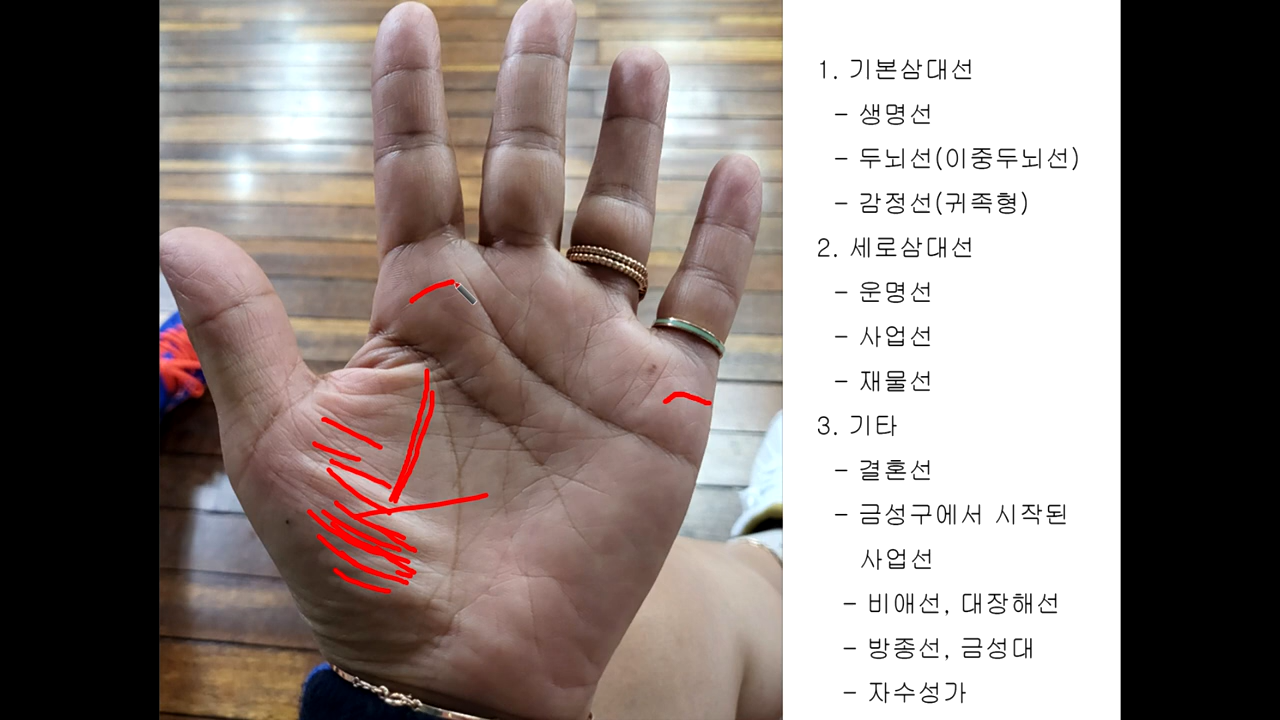 1. 기본삼대선
- 생명선
- 두뇌선(이중두뇌선)
- 감정선(귀족형)
2. 세로삼대선
- 운명선
- 사업선
- 재물선
3. 기타
- 결혼선
- 금성구에서 시작된
사업선
- 비애선, 대장해선
- 방종선, 금성대
- 자수성가